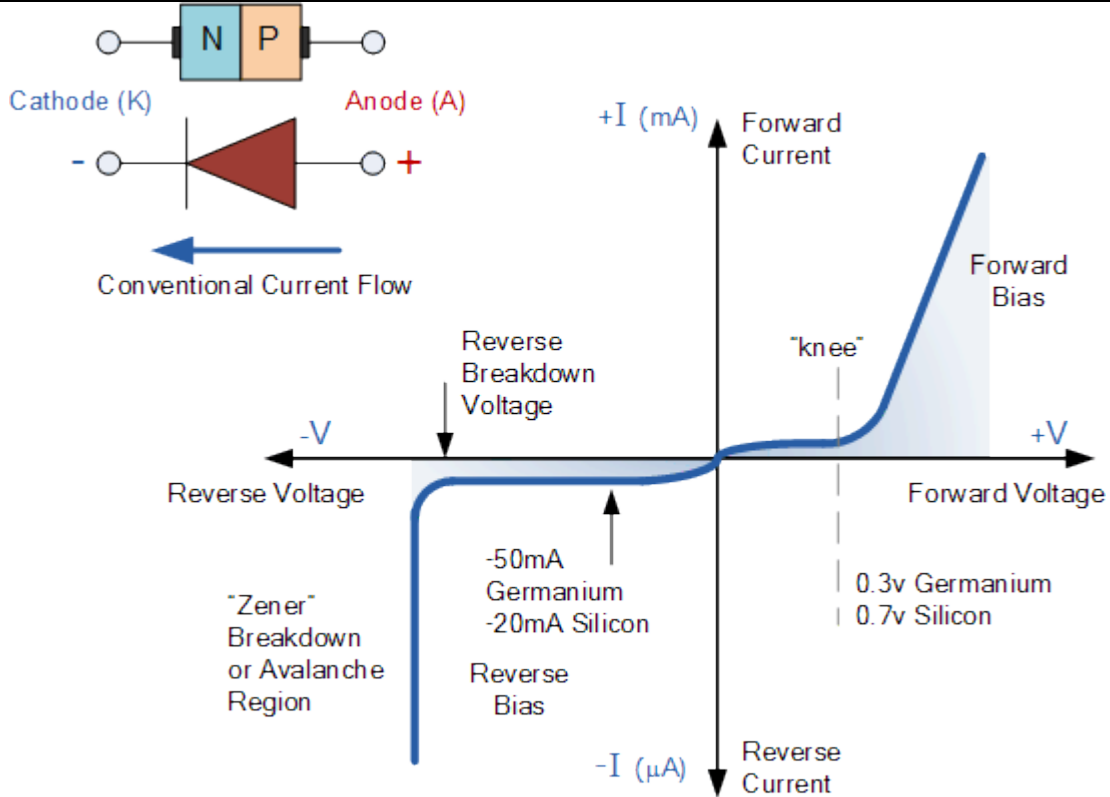 N P
Cathode (K)
Anode (A)
- +
Conventional Current Flow
+I (mA)
Forward
Current
Forward
Bias
"knee"
Reverse
Breakdown
Voltage
-V
+V
Reverse Voltage
Forward Voltage
-50mA
Germanium
-20mA Silicon
0.3v Germanium
0.7v Silicon
"Zener"
Breakdown
or Avalanche
Region
Reverse
Bias
-I (µA)
Reverse
Current